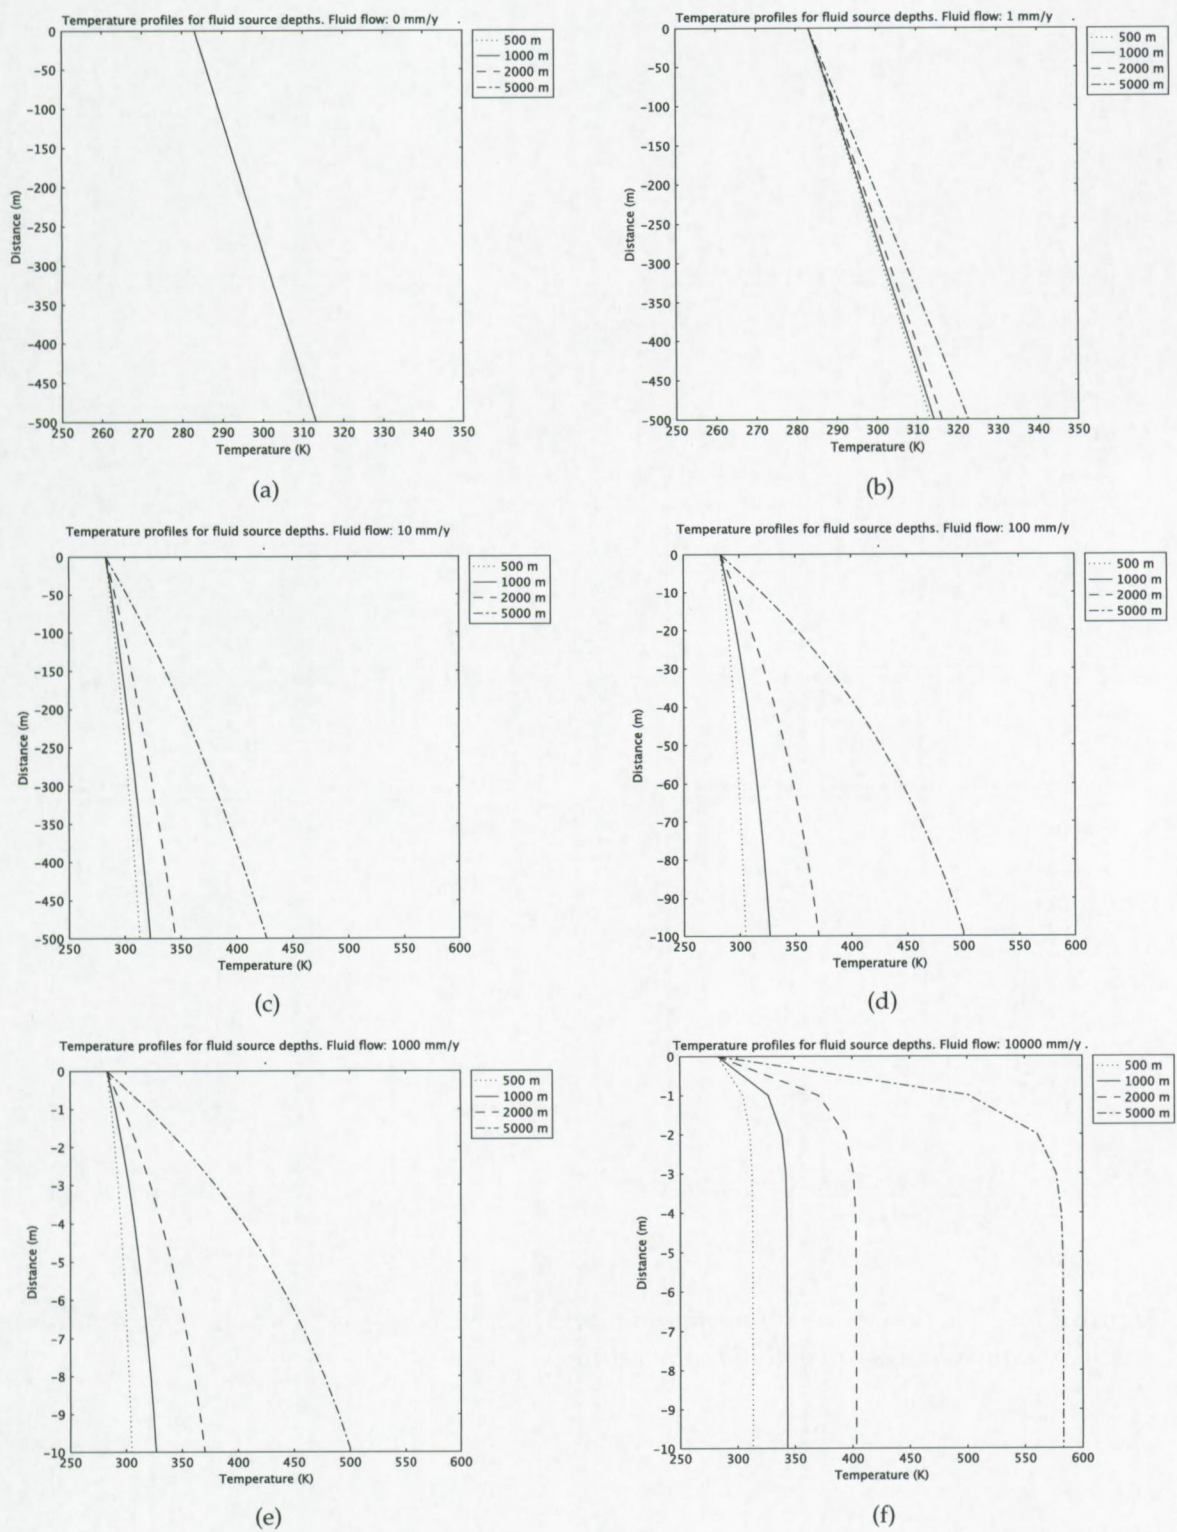 Temperature profiles for fluid source depths. Fluid flow: 0 mm/y
500 m
1000 m
2000 m
5000 m
0
−50
−100
−150
−200
−250
−300
−350
−400
−450
−500
Distance (m)
250 260 270 280 290 300 310 320 330 340 350
Temperature (K)
(a)
Temperature profiles for fluid source depths. Fluid flow: 1 mm/y
500 m
1000 m
2000 m
5000 m
0
−50
−100
−150
−200
−250
−300
−350
−400
−450
−500
Distance (m)
250 260 270 280 290 300 310 320 330 340 350
Temperature (K)
(b)
Temperature profiles for fluid source depths. Fluid flow: 10 mm/y
500 m
1000 m
2000 m
5000 m
0
−50
−100
−150
−200
−250
−300
−350
−400
−450
−500
Distance (m)
250 300 350 400 450 500 550 600
Temperature (K)
(c)
Temperature profiles for fluid source depths. Fluid flow: 100 mm/y
500 m
1000 m
2000 m
5000 m
0
−10
−20
−30
−40
−50
−60
−70
−80
−90
−100
Distance (m)
250 300 350 400 450 500 550 600
Temperature (K)
(d)
Temperature profiles for fluid source depths. Fluid flow: 1000 mm/y
500 m
1000 m
2000 m
5000 m
0
−1
−2
−3
−4
−5
−6
−7
−8
−9
−10
Distance (m)
250 300 350 400 450 500 550 600
Temperature (K)
(e)
Temperature profiles for fluid source depths. Fluid flow: 10000 mm/y
500 m
1000 m
2000 m
5000 m
0
−1
−2
−3
−4
−5
−6
−7
−8
−9
−10
Distance (m)
250 300 350 400 450 500 550 600
Temperature (K)
(f)